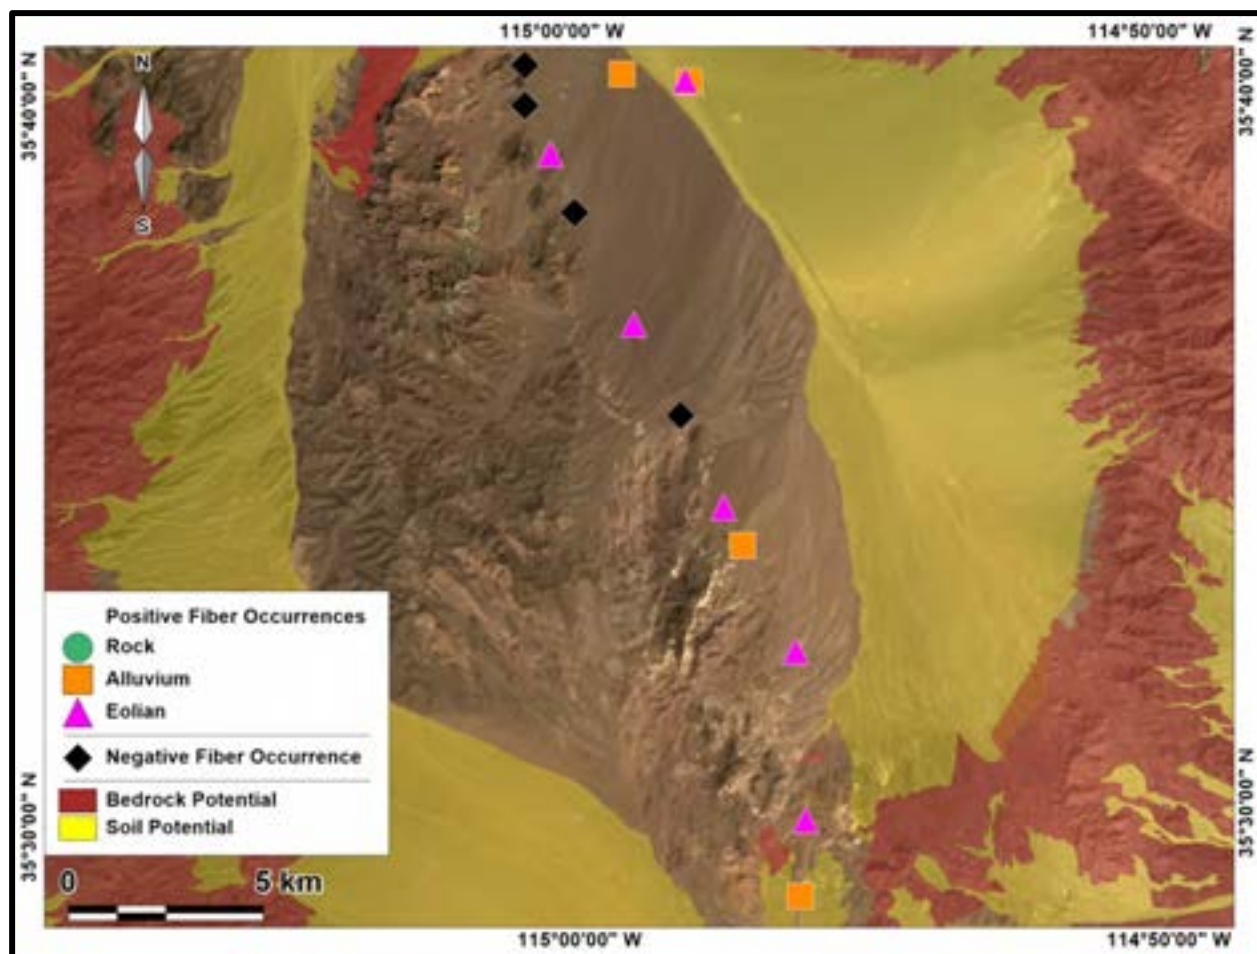 115°00'00" W
114°50'00" W
35°40'00" N
35°40'00" N
N
S
Positive Fiber Occurrences
Rock
Alluvium
Eolian
Negative Fiber Occurrence
Bedrock Potential
Soil Potential
35°30'00" N
35°30'00" N
0
5 km
115°00'00" W
114°50'00" W